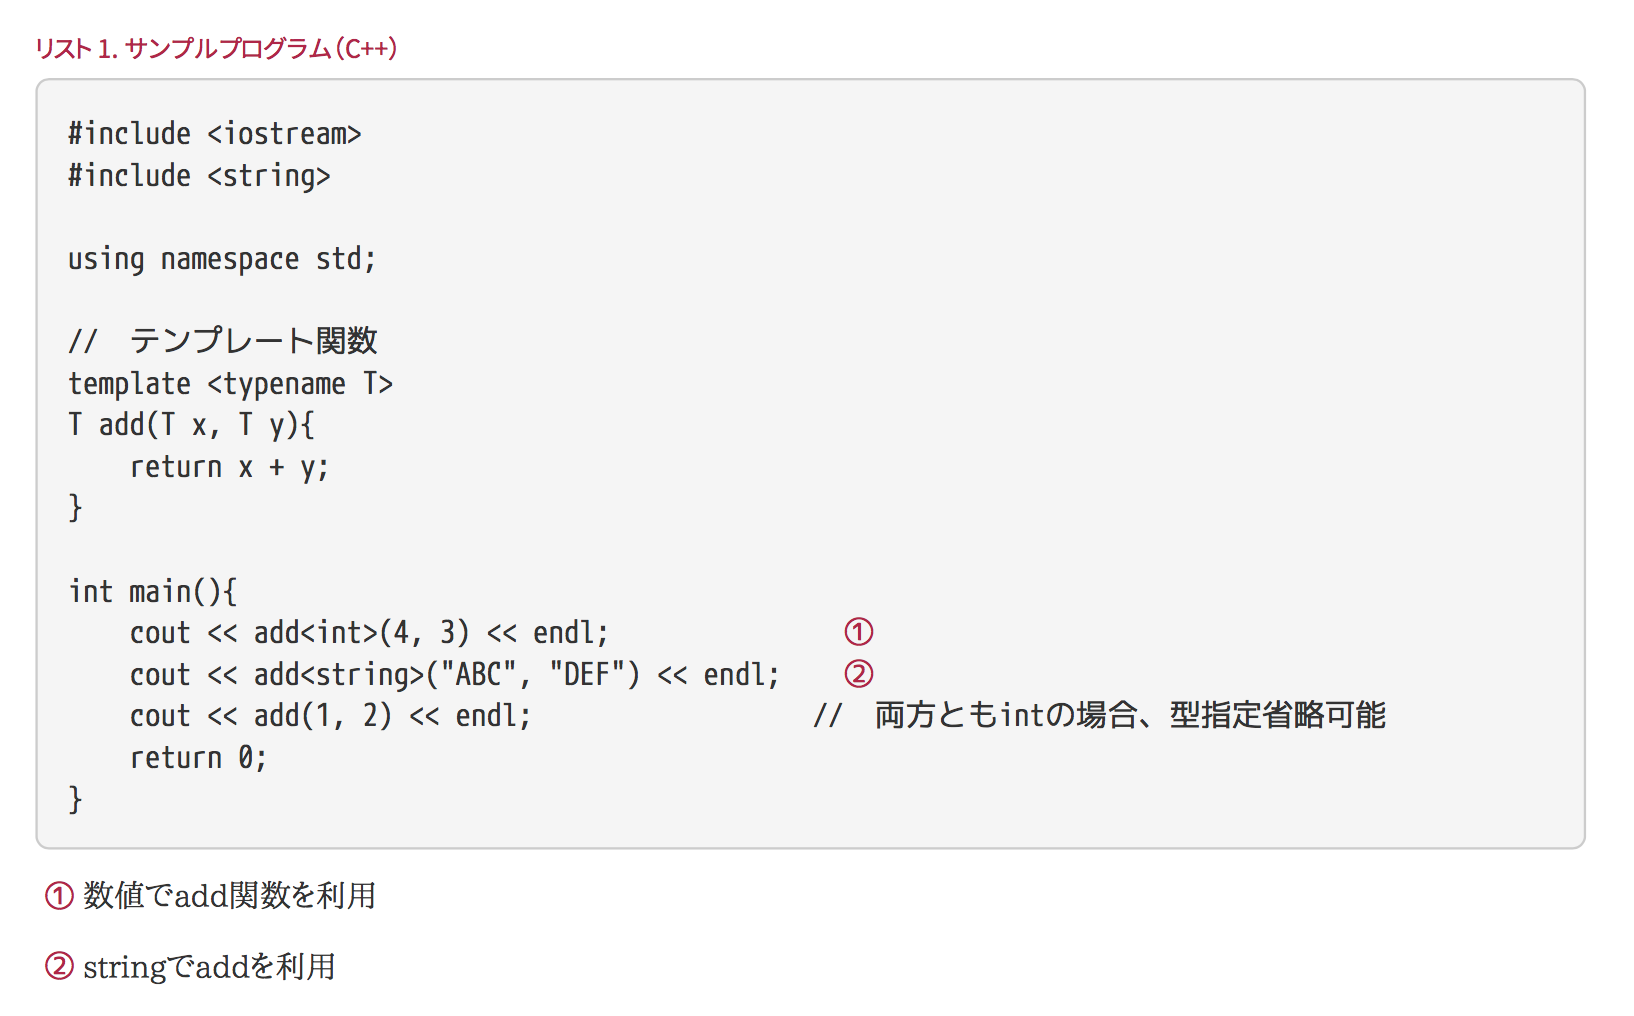 リスト 1. サンプルプログラム（C++）
#include <iostream>
#include <string>
using namespace std;
//　テンプレート関数
template <typename T>
T add(T x, T y){
    return x + y;
}
int main(){
    cout << add<int>(4, 3) << endl;　①
    cout << add<string>("ABC", "DEF") << endl;　②
    cout << add(1, 2) << endl;　//　両方ともintの場合、型指定省略可能
    return 0;
}
① 数値でadd関数を利用
② stringでaddを利用